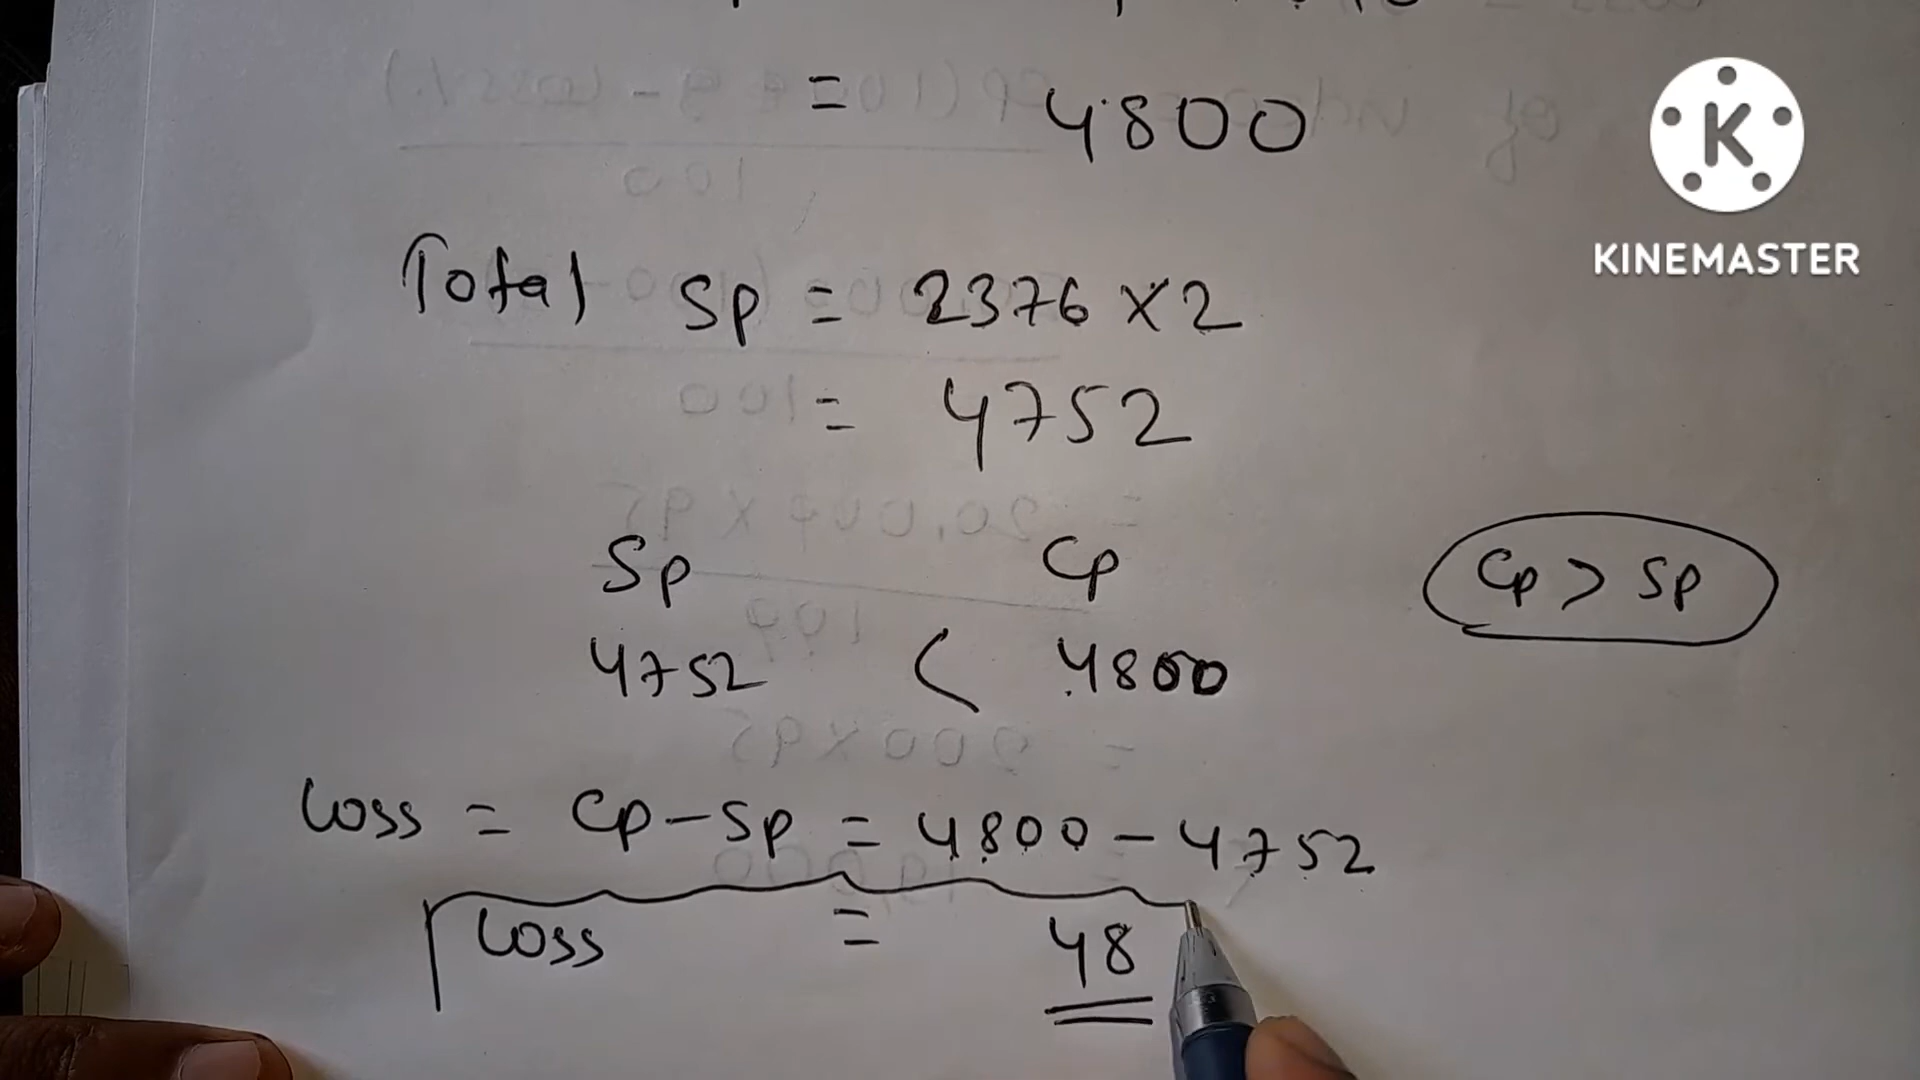 = 4800
K
KINEMASTER
Total Sp = 2376 × 2
= 4752
Sp Cp
Cp > Sp
4752 < 4800
Loss = Cp - Sp = 4800 - 4752
Loss = 48